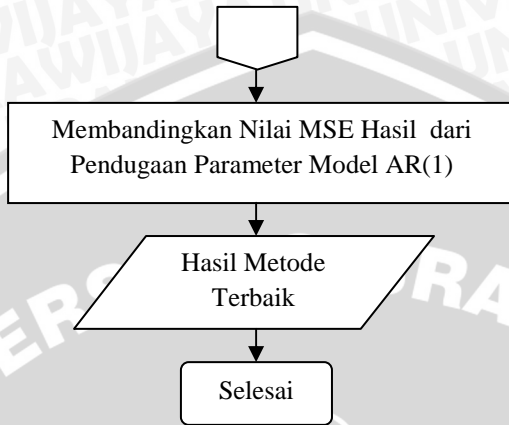 Membandingkan Nilai MSE Hasil dari
Pendugaan Parameter Model AR(1)
Hasil Metode
Terbaik
Selesai